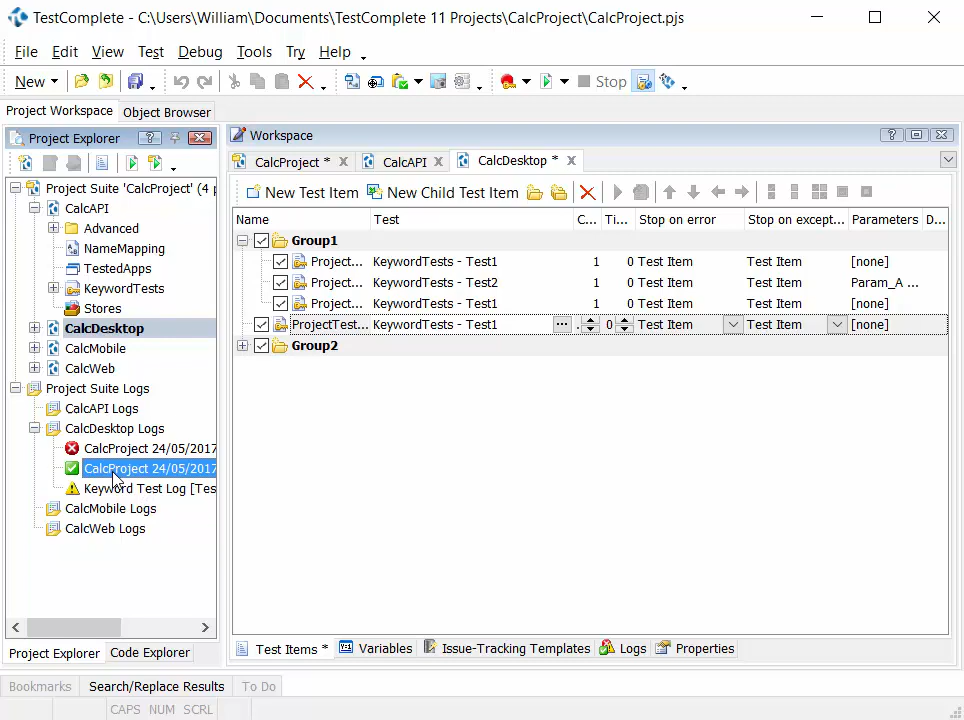 TestComplete - C:\Users\William\Documents\TestComplete 11 Projects\CalcProject\CalcProject.pjs
File Edit View Test Debug Tools Try Help
New Stop
Project Workspace Object Browser
Project Explorer
Project Suite 'CalcProject' (4 p
CalcAPI
Advanced
NameMapping
TestedApps
KeywordTests
Stores
CalcDesktop
CalcMobile
CalcWeb
Project Suite Logs
CalcAPI Logs
CalcDesktop Logs
CalcProject 24/05/2017
CalcProject 24/05/2017
Keyword Test Log [Tes
CalcMobile Logs
CalcWeb Logs
Project Explorer Code Explorer
Workspace
CalcProject * CalcAPI CalcDesktop *
New Test Item New Child Test Item
Name Test C... Ti... Stop on error Stop on except... Parameters D...
Group1
Project... KeywordTests - Test1 1 0 Test Item Test Item [none]
Project... KeywordTests - Test2 1 0 Test Item Test Item Param_A ...
Project... KeywordTests - Test1 1 0 Test Item Test Item [none]
ProjectTest... KeywordTests - Test1 ... . 0 Test Item Test Item [none]
Group2
Test Items * Variables Issue-Tracking Templates Logs Properties
Bookmarks Search/Replace Results To Do
CAPS NUM SCRL